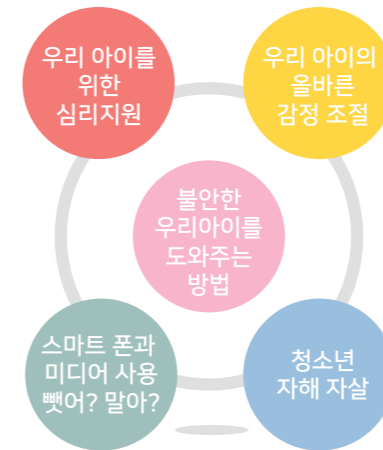 우리 아이를
위한
심리지원
우리 아이의
올바른
감정 조절
불안한
우리아이를
도와주는
방법
스마트 폰과
미디어 사용
뺏어? 말아?
청소년
자해 자살